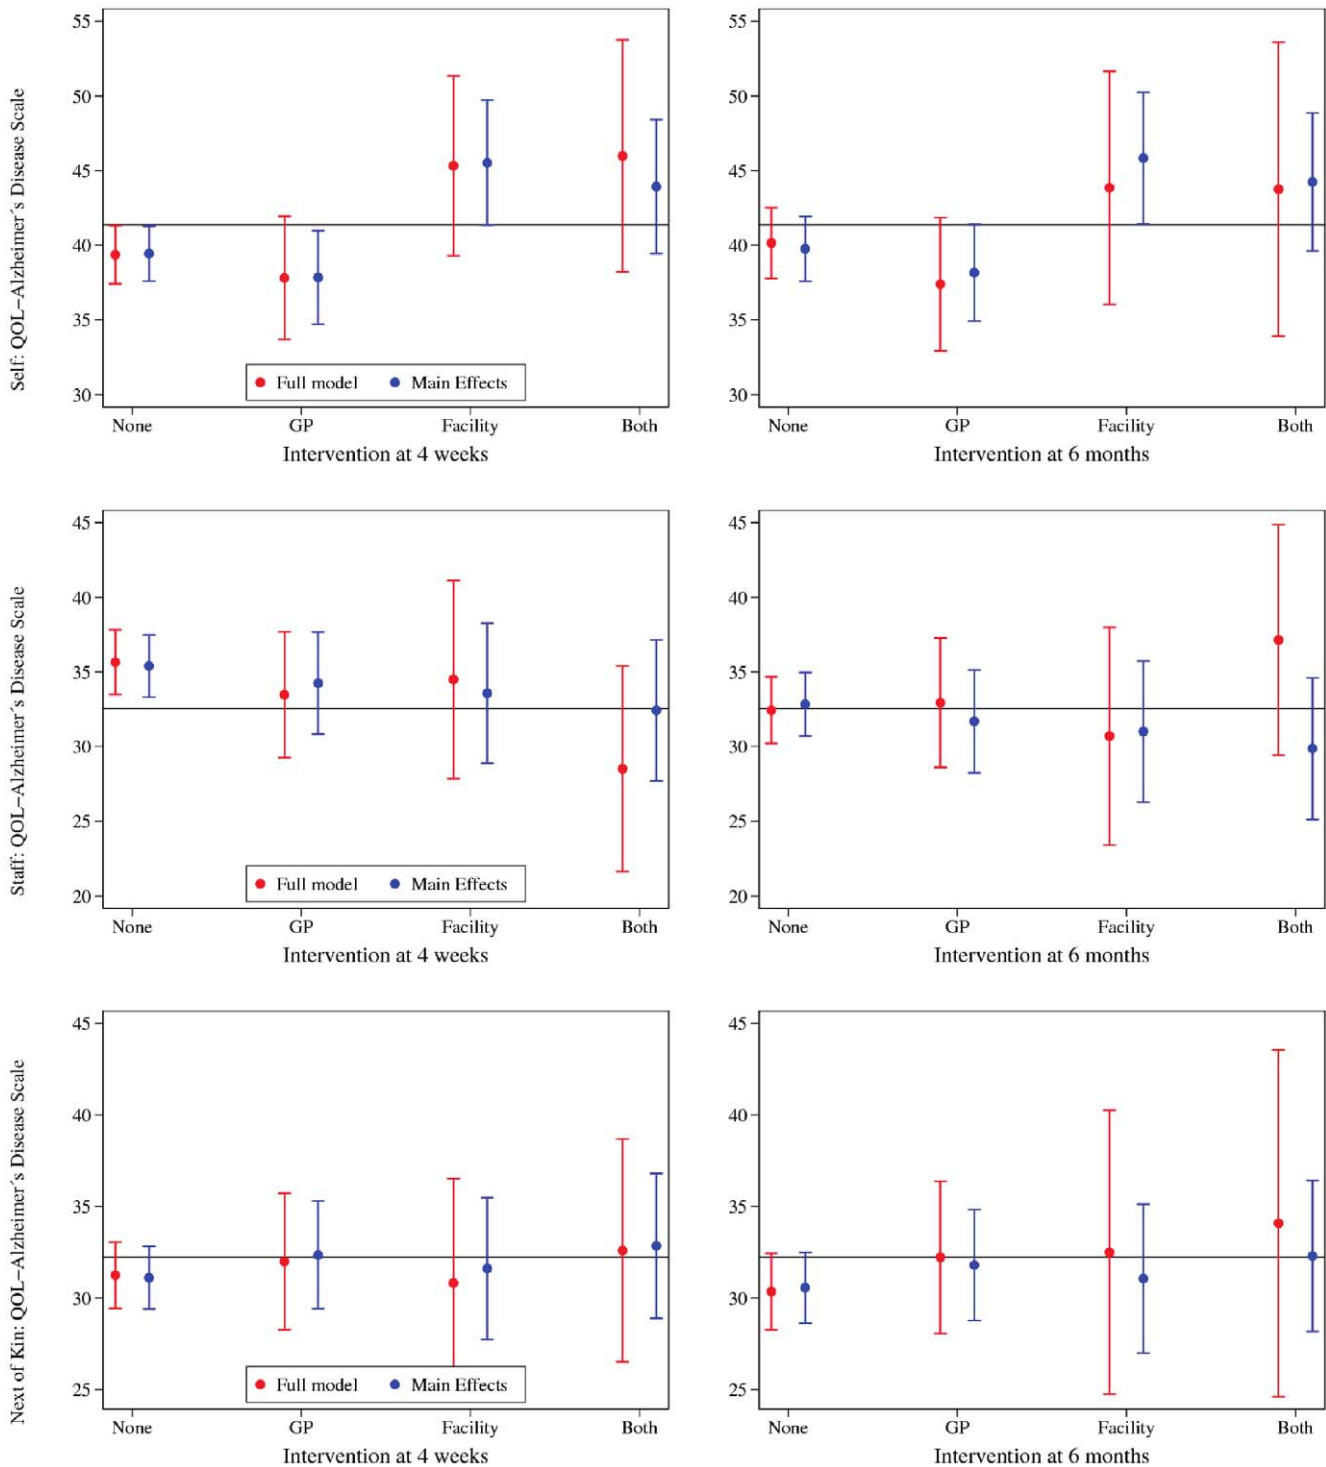 Self: QOL–Alzheimer´s Disease Scale
55
50
45
40
35
30
Full model
Main Effects
None GP Facility Both
Intervention at 4 weeks
55
50
45
40
35
30
None GP Facility Both
Intervention at 6 months
Staff: QOL–Alzheimer´s Disease Scale
45
40
35
30
25
20
Full model
Main Effects
None GP Facility Both
Intervention at 4 weeks
45
40
35
30
25
20
None GP Facility Both
Intervention at 6 months
Next of Kin: QOL–Alzheimer´s Disease Scale
45
40
35
30
25
Full model
Main Effects
None GP Facility Both
Intervention at 4 weeks
45
40
35
30
25
None GP Facility Both
Intervention at 6 months